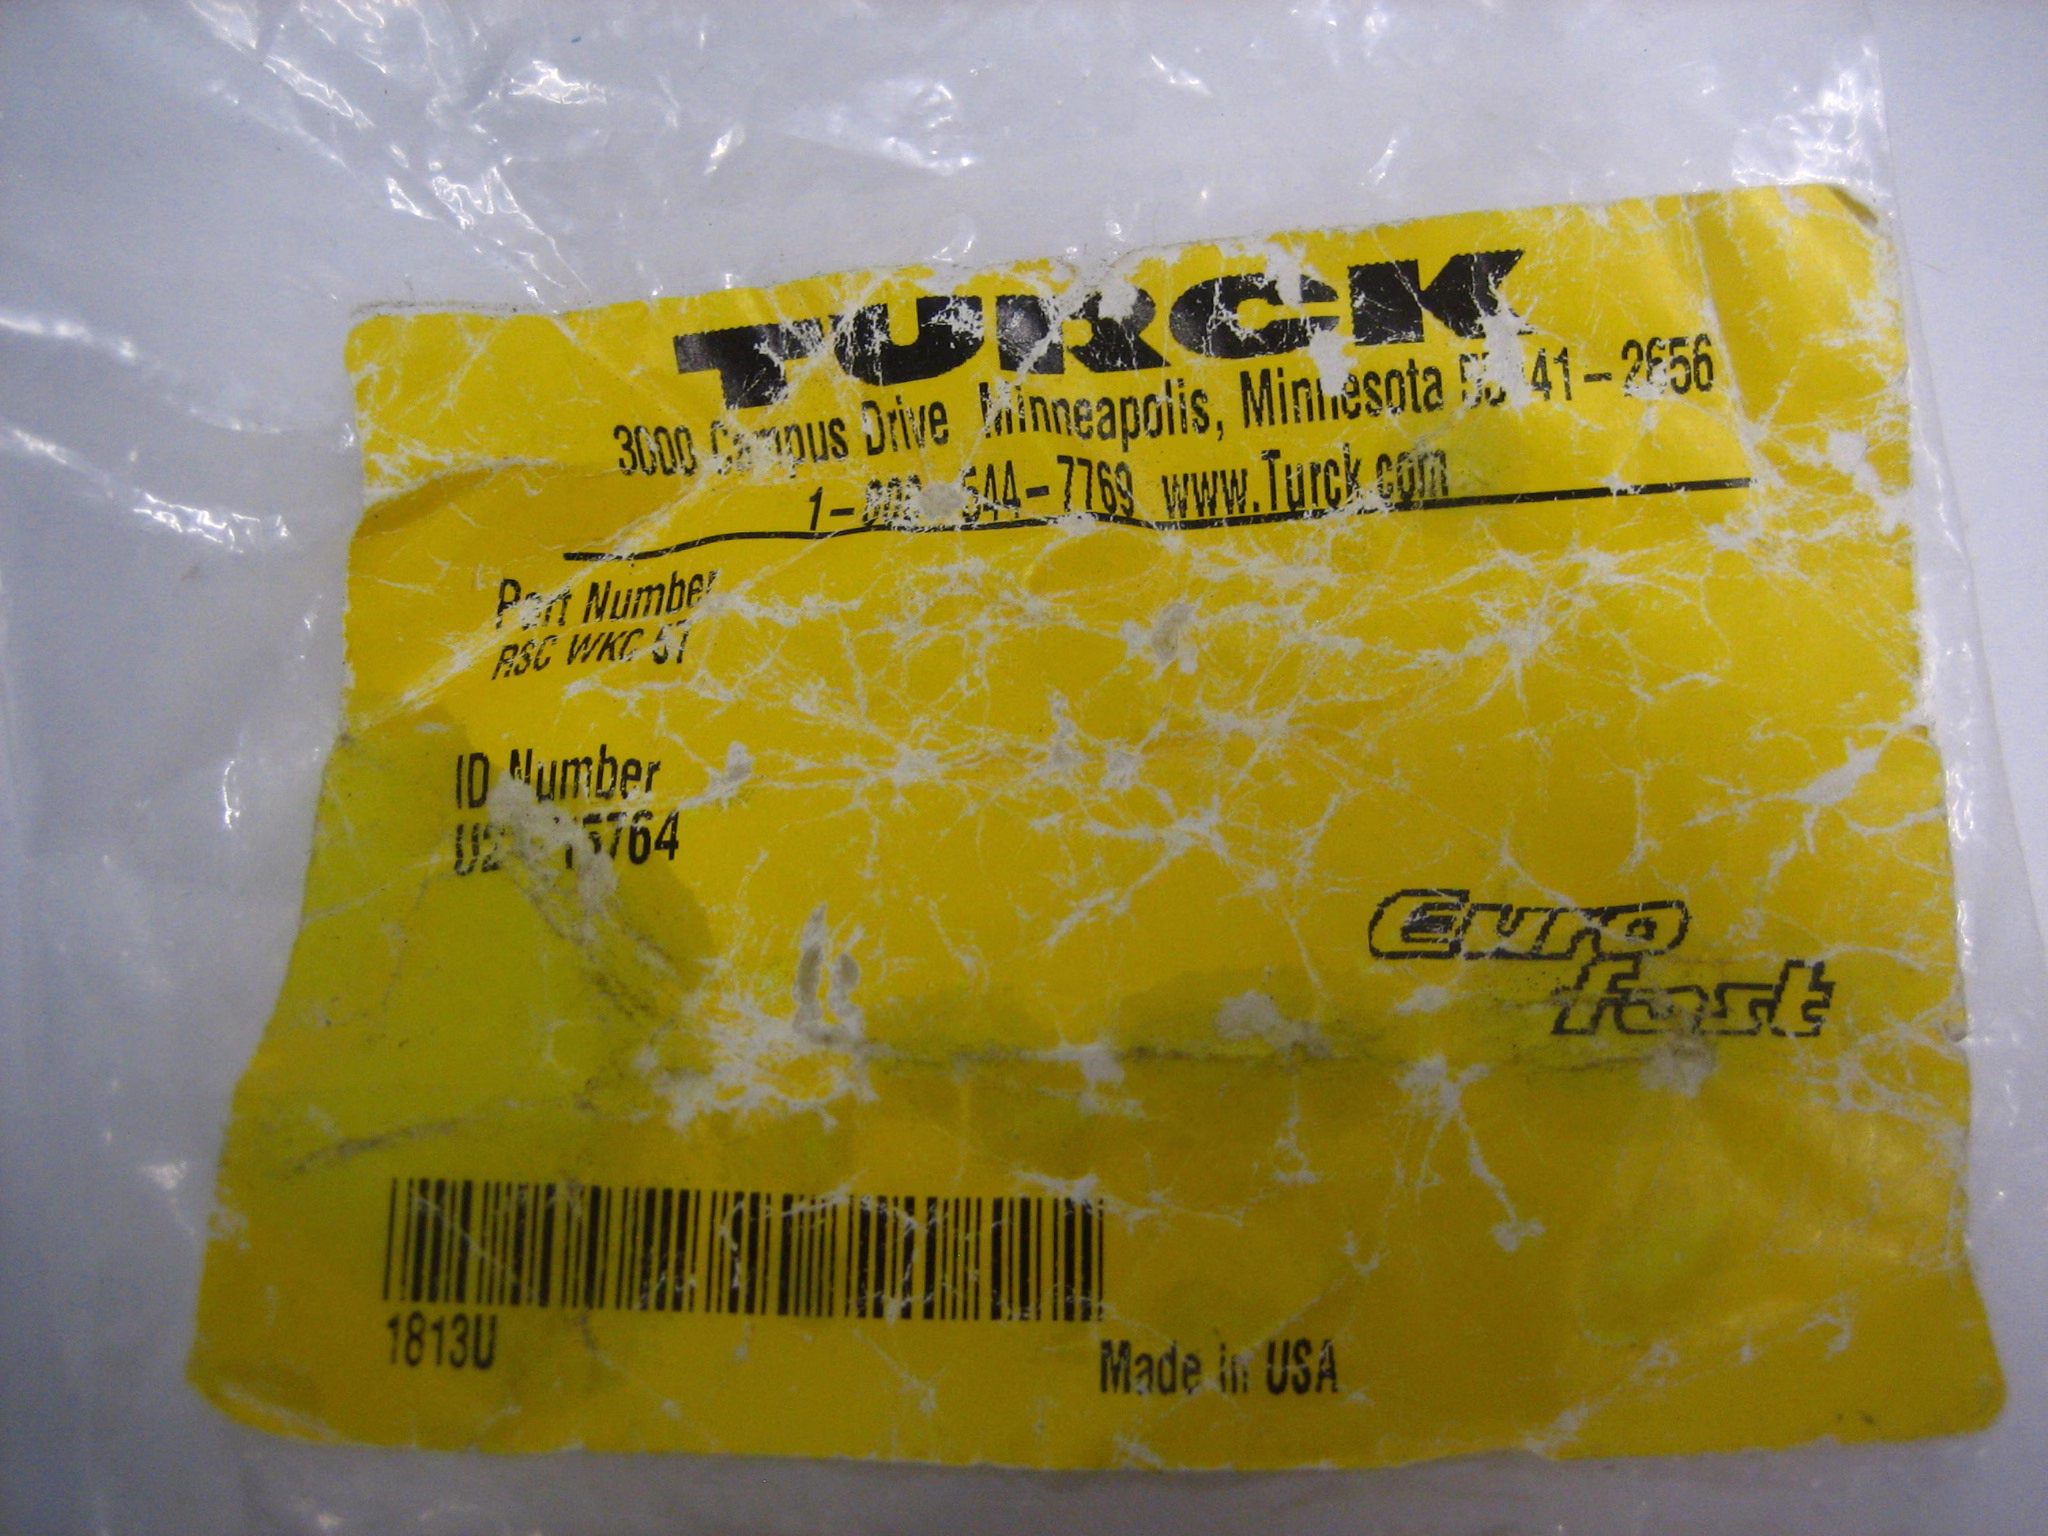 TURCK
3000 Campus Drive Minneapolis, Minnesota
www.Turck.com
Part Number
RSC WKC 5T
ID Number
Euro
fast
1813U
Made in USA